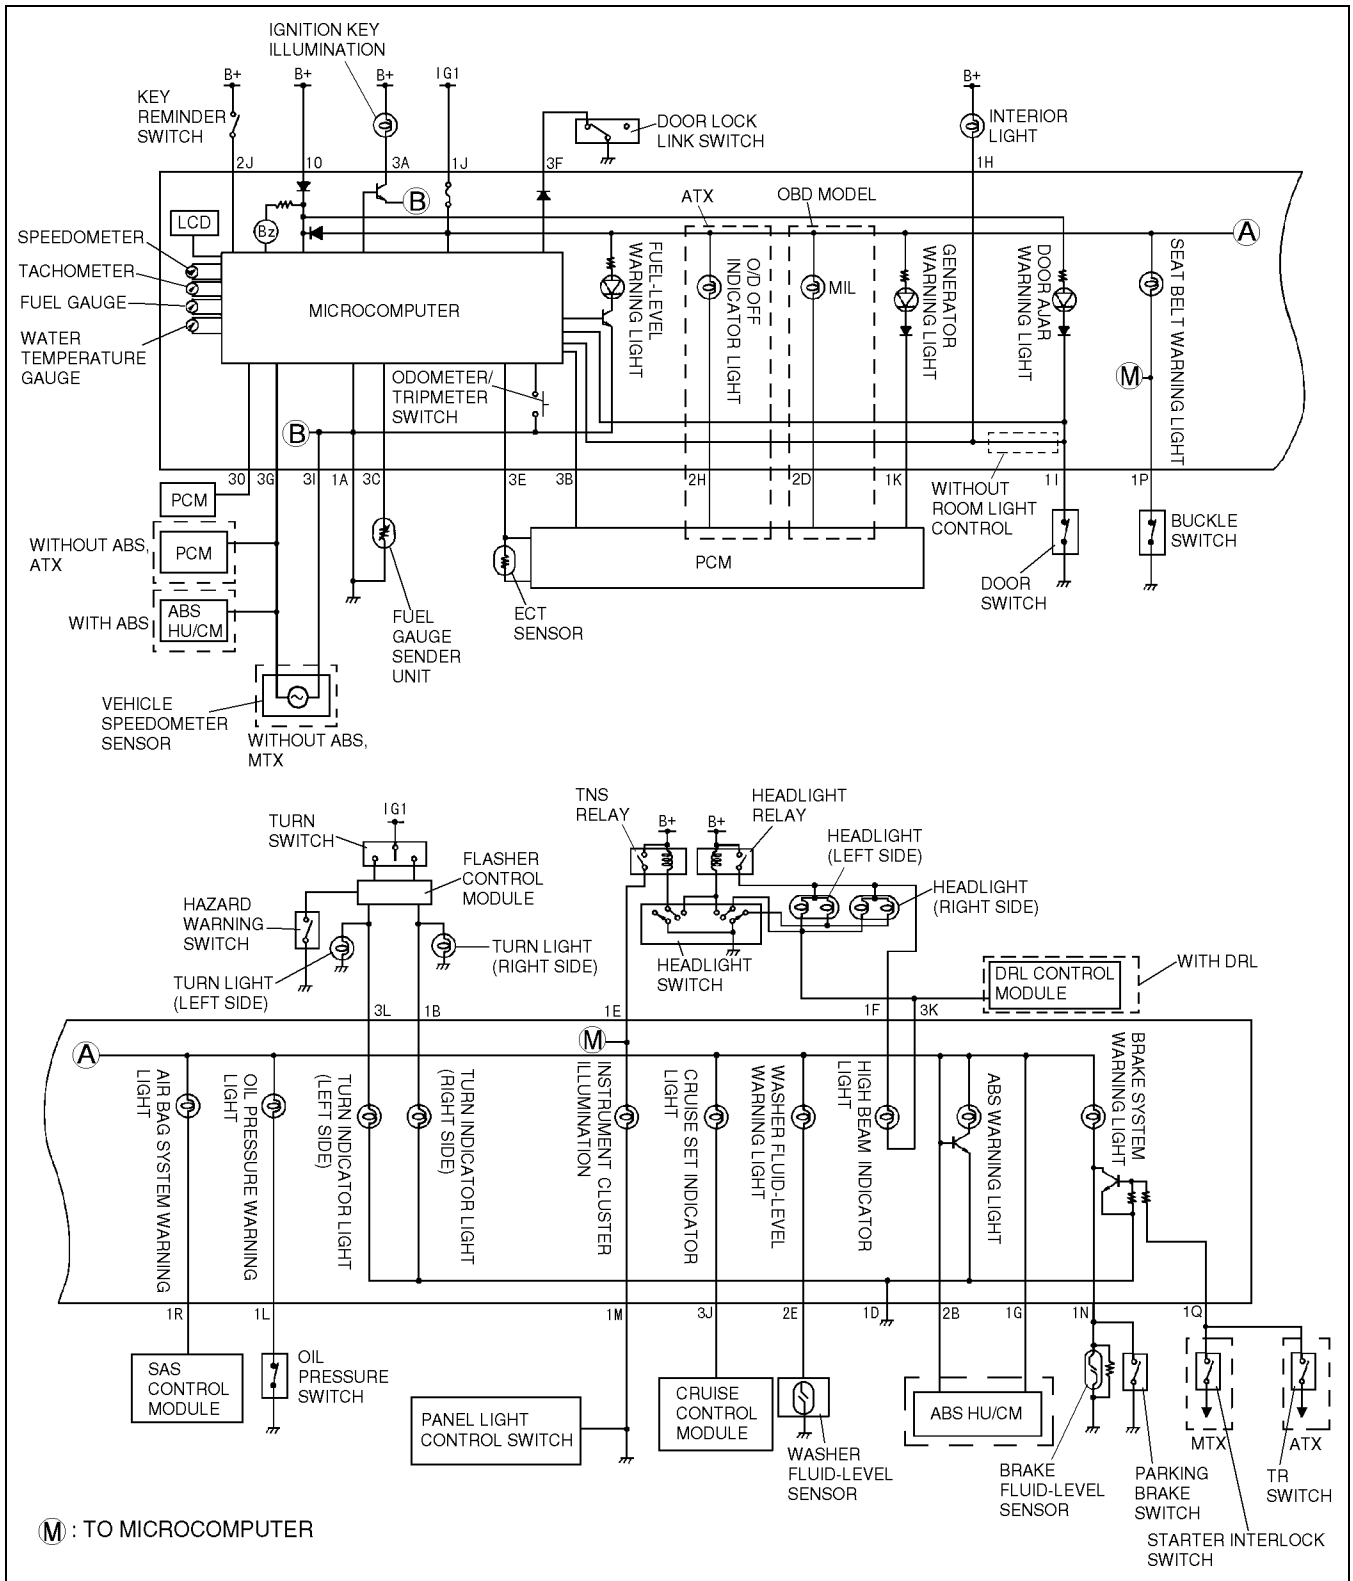 IGNITION KEY
ILLUMINATION
B+
B+
B+
IG1
B+
KEY
REMINDER
SWITCH
DOOR LOCK
LINK SWITCH
INTERIOR
LIGHT
2J
1O
3A
1J
3F
1H
B
ATX
OBD MODEL
LCD
Bz
A
SPEEDOMETER
TACHOMETER
FUEL GAUGE
WATER
TEMPERATURE
GAUGE
MICROCOMPUTER
FUEL-LEVEL
WARNING LIGHT
O/D OFF
INDICATOR LIGHT
MIL
GENERATOR
WARNING LIGHT
DOOR AJAR
WARNING LIGHT
SEAT BELT WARNING LIGHT
M
ODOMETER/
TRIPMETER
SWITCH
B
3O
3G
3I
1A
3C
3E
3B
2H
2D
1K
WITHOUT
ROOM LIGHT
CONTROL
1I
1P
PCM
WITHOUT ABS,
ATX
PCM
WITH ABS
ABS
HU/CM
PCM
BUCKLE
SWITCH
DOOR
SWITCH
FUEL
GAUGE
SENDER
UNIT
ECT
SENSOR
VEHICLE
SPEEDOMETER
SENSOR
WITHOUT ABS,
MTX
TURN
SWITCH
IG1
FLASHER
CONTROL
MODULE
TNS
RELAY
B+
B+
HEADLIGHT
RELAY
HEADLIGHT
(LEFT SIDE)
HEADLIGHT
(RIGHT SIDE)
HAZARD
WARNING
SWITCH
TURN LIGHT
(LEFT SIDE)
TURN LIGHT
(RIGHT SIDE)
HEADLIGHT
SWITCH
DRL CONTROL
MODULE
WITH DRL
3L
1B
1E
1F
3K
A
M
AIR BAG SYSTEM WARNING
LIGHT
OIL PRESSURE WARNING
LIGHT
TURN INDICATOR LIGHT
(LEFT SIDE)
TURN INDICATOR LIGHT
(RIGHT SIDE)
INSTRUMENT CLUSTER
ILLUMINATION
CRUISE SET INDICATOR
LIGHT
WASHER FLUID-LEVEL
WARNING LIGHT
HIGH BEAM INDICATOR
LIGHT
ABS WARNING LIGHT
BRAKE SYSTEM
WARNING LIGHT
1R
1L
1M
3J
2E
1D
2B
1G
1N
1Q
SAS
CONTROL
MODULE
OIL
PRESSURE
SWITCH
PANEL LIGHT
CONTROL SWITCH
CRUISE
CONTROL
MODULE
WASHER
FLUID-LEVEL
SENSOR
ABS HU/CM
BRAKE
FLUID-LEVEL
SENSOR
PARKING
BRAKE
SWITCH
MTX
ATX
TR
SWITCH
STARTER INTERLOCK
SWITCH
M : TO MICROCOMPUTER